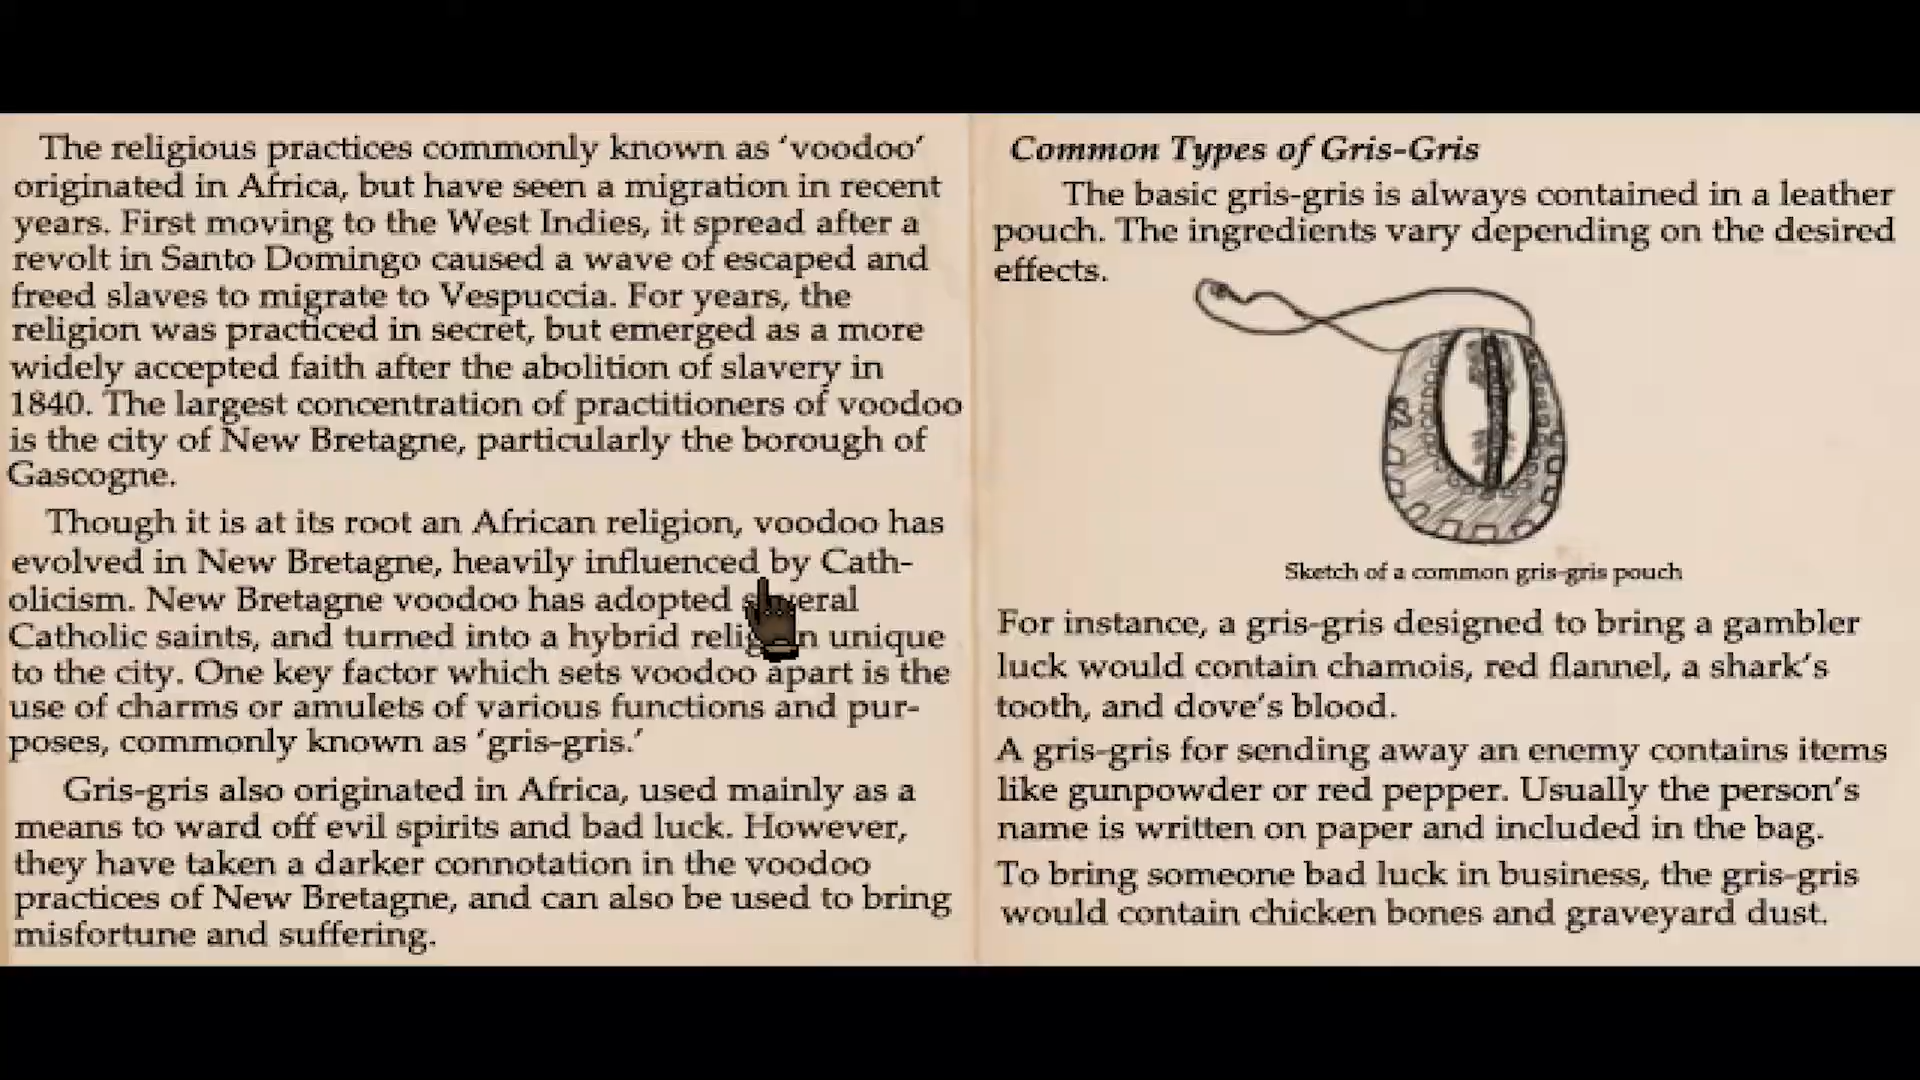 The religious practices commonly known as ‘voodoo’
originated in Africa, but have seen a migration in recent
years. First moving to the West Indies, it spread after a
revolt in Santo Domingo caused a wave of escaped and
freed slaves to migrate to Vespuccia. For years, the
religion was practiced in secret, but emerged as a more
widely accepted faith after the abolition of slavery in
1840. The largest concentration of practitioners of voodoo
is the city of New Bretagne, particularly the borough of
Gascogne.
Though it is at its root an African religion, voodoo has
evolved in New Bretagne, heavily influenced by Cath-
olicism. New Bretagne voodoo has adopted several
Catholic saints, and turned into a hybrid religion unique
to the city. One key factor which sets voodoo apart is the
use of charms or amulets of various functions and pur-
poses, commonly known as ‘gris-gris.’
Gris-gris also originated in Africa, used mainly as a
means to ward off evil spirits and bad luck. However,
they have taken a darker connotation in the voodoo
practices of New Bretagne, and can also be used to bring
misfortune and suffering.
Common Types of Gris-Gris
The basic gris-gris is always contained in a leather
pouch. The ingredients vary depending on the desired
effects.
Sketch of a common gris-gris pouch
For instance, a gris-gris designed to bring a gambler
luck would contain chamois, red flannel, a shark’s
tooth, and dove’s blood.
A gris-gris for sending away an enemy contains items
like gunpowder or red pepper. Usually the person’s
name is written on paper and included in the bag.
To bring someone bad luck in business, the gris-gris
would contain chicken bones and graveyard dust.